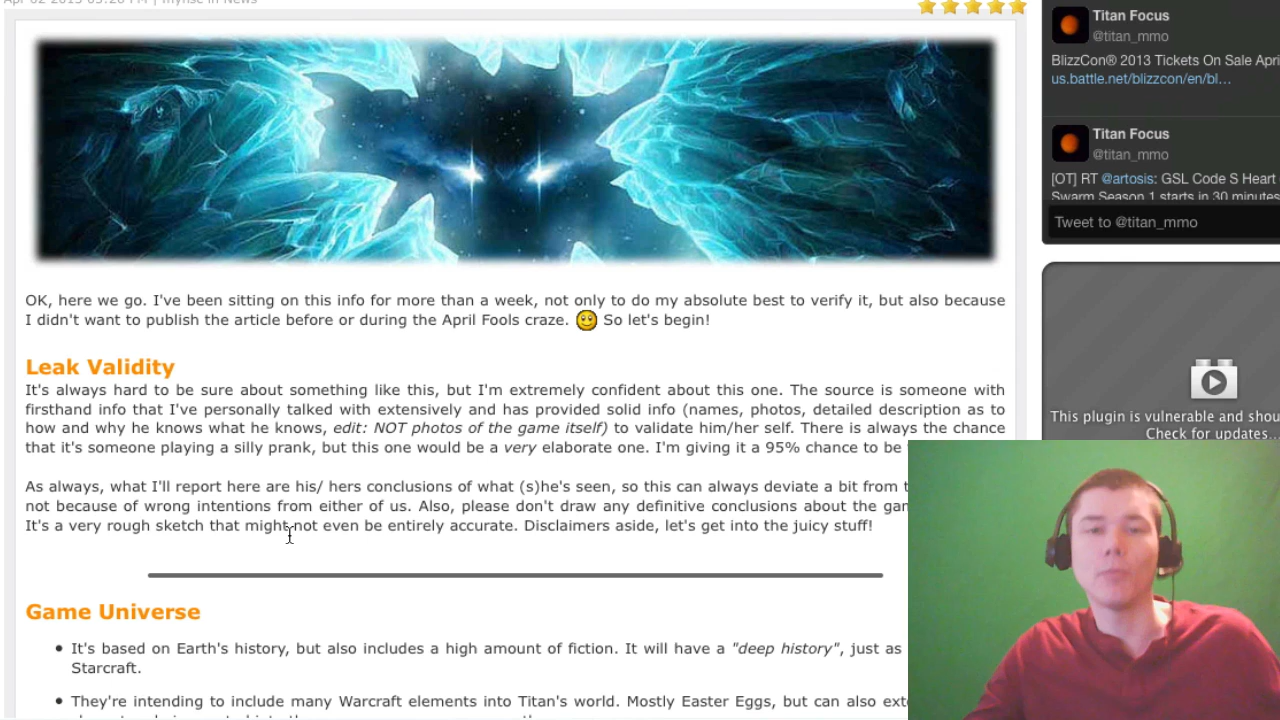 Apr 02 2013 03:26 PM | mynse in News
OK, here we go. I've been sitting on this info for more than a week, not only to do my absolute best to verify it, but also because
I didn't want to publish the article before or during the April Fools craze. So let's begin!
Leak Validity
It's always hard to be sure about something like this, but I'm extremely confident about this one. The source is someone with
firsthand info that I've personally talked with extensively and has provided solid info (names, photos, detailed description as to
how and why he knows what he knows, edit: NOT photos of the game itself) to validate him/her self. There is always the chance
that it's someone playing a silly prank, but this one would be a very elaborate one. I'm giving it a 95% chance to be
As always, what I'll report here are his/ hers conclusions of what (s)he's seen, so this can always deviate a bit from t
not because of wrong intentions from either of us. Also, please don't draw any definitive conclusions about the gam
It's a very rough sketch that might not even be entirely accurate. Disclaimers aside, let's get into the juicy stuff!
Game Universe
It's based on Earth's history, but also includes a high amount of fiction. It will have a "deep history", just as
Starcraft.
They're intending to include many Warcraft elements into Titan's world. Mostly Easter Eggs, but can also exte
Titan Focus
@titan_mmo
BlizzCon® 2013 Tickets On Sale Apri
us.battle.net/blizzcon/en/bl…
Titan Focus
@titan_mmo
[OT] RT @artosis: GSL Code S Heart
Swarm Season 1 starts in 30 minutes
Tweet to @titan_mmo
This plugin is vulnerable and shou
Check for updates...